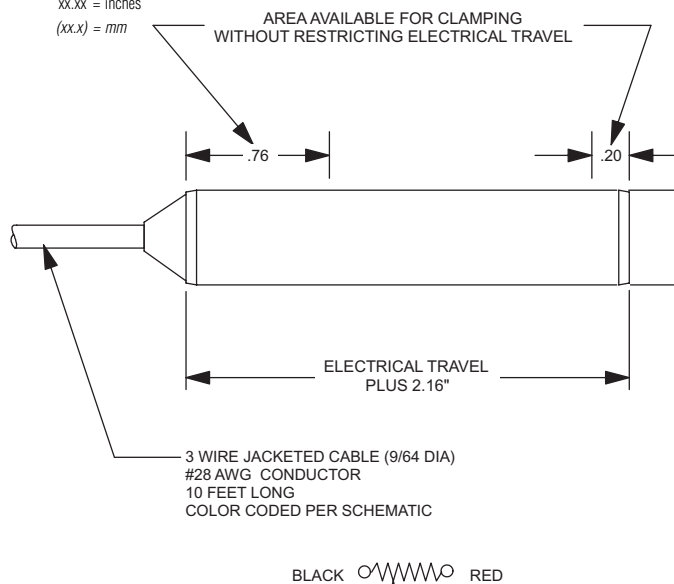 xx.xx = inches
(xx.x) = mm
AREA AVAILABLE FOR CLAMPING
WITHOUT RESTRICTING ELECTRICAL TRAVEL
.76
.20
ELECTRICAL TRAVEL
PLUS 2.16"
3 WIRE JACKETED CABLE (9/64 DIA)
#28 AWG CONDUCTOR
10 FEET LONG
COLOR CODED PER SCHEMATIC
BLACK RED